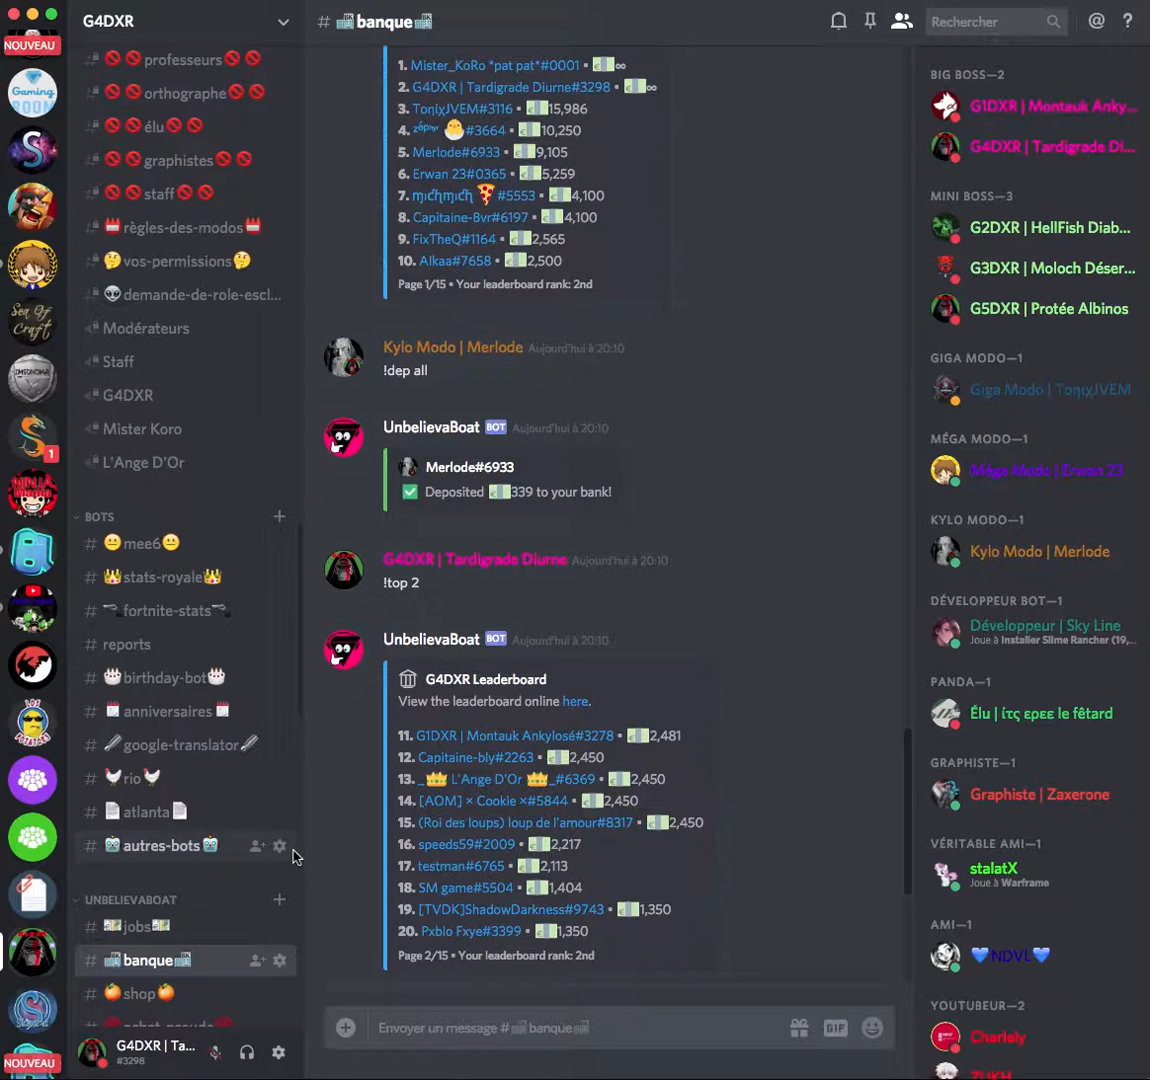 G4DXR
NOUVEAU
professeurs
orthographe
élu
graphistes
staff
règles-des-modos
vos-permissions
demande-de-role-escl...
Modérateurs
Staff
G4DXR
Mister Koro
L'Ange D'Or
BOTS
# mee6
# stats-royale
# fortnite-stats
# reports
# birthday-bot
# anniversaires
# google-translator
# rio
# atlanta
# autres-bots
UNBELIEVABOAT
# jobs
# banque
# shop
G4DXR | Ta...
#3298
NOUVEAU
1
# banque
Rechercher
1. Mister_KoRo *pat pat*#0001 • ∞
2. G4DXR | Tardigrade Diurne#3298 • ∞
3. ToηίχJVEM#3116 • 15,986
4. ᶻᵉ́ᵖʰʸʳ #3664 • 10,250
5. Merlode#6933 • 9,105
6. Erwan 23#0365 • 5,259
7. #5553 • 4,100
8. Capitaine-Bvr#6197 • 4,100
9. FixTheQ#1164 • 2,565
10. Alkaa#7658 • 2,500
Page 1/15 • Your leaderboard rank: 2nd
Kylo Modo | Merlode Aujourd'hui à 20:10
!dep all
UnbelievaBoat BOT Aujourd'hui à 20:10
Merlode#6933
Deposited 339 to your bank!
G4DXR | Tardigrade Diurne Aujourd'hui à 20:10
!top 2
UnbelievaBoat BOT Aujourd'hui à 20:10
G4DXR Leaderboard
View the leaderboard online here.
11. G1DXR | Montauk Ankylosé#3278 • 2,481
12. Capitaine-bly#2263 • 2,450
13. _ L'Ange D'Or _#6369 • 2,450
14. [AOM] × Cookie ×#5844 • 2,450
15. (Roi des loups) loup de l'amour#8317 • 2,450
16. speeds59#2009 • 2,217
17. testman#6765 • 2,113
18. SM game#5504 • 1,404
19. [TVDK]ShadowDarkness#9743 • 1,350
20. Pxblo Fxye#3399 • 1,350
Page 2/15 • Your leaderboard rank: 2nd
Envoyer un message # banque
GIF
BIG BOSS—2
G1DXR | Montauk Anky...
G4DXR | Tardigrade Di...
MINI BOSS—3
G2DXR | HellFish Diab...
G3DXR | Moloch Déser...
G5DXR | Protée Albinos
GIGA MODO—1
Giga Modo | ToηίχJVEM
MÉGA MODO—1
Méga Modo | Erwan 23
KYLO MODO—1
Kylo Modo | Merlode
DÉVELOPPEUR BOT—1
Développeur | Sky Line
Joue à Installer Slime Rancher (19,...
PANDA—1
Élu | ίτς ερεε le fêtard
GRAPHISTE—1
Graphiste | Zaxerone
VÉRITABLE AMI—1
stalatX
Joue à Warframe
AMI—1
NDVL
YOUTUBEUR—2
Charlely
ZUKH